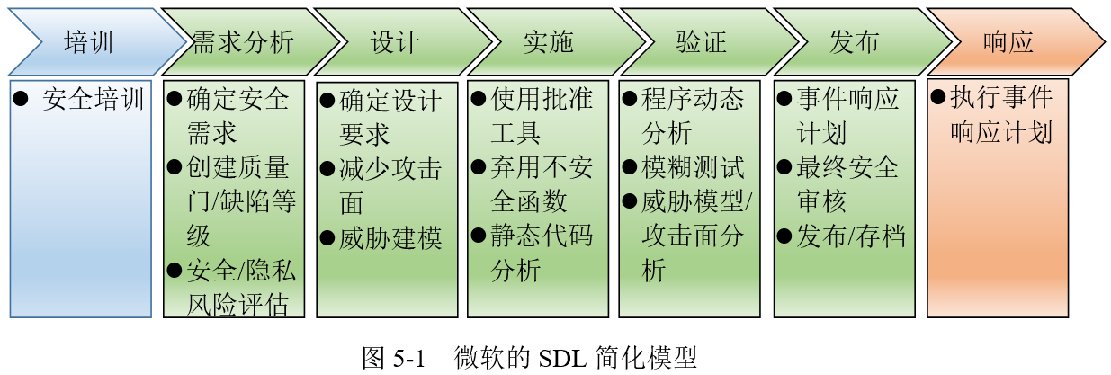 培训
需求分析
设计
实施
验证
发布
响应
● 安全培训
●确定安全
需求
●创建质量
门/缺陷等
级
●安全/隐私
风险评估
●确定设计
要求
●减少攻击
面
●威胁建模
●使用批准
工具
●弃用不安
全函数
●静态代码
分析
●程序动态
分析
●模糊测试
●威胁模型/
攻击面分
析
●事件响应
计划
●最终安全
审核
●发布/存档
●执行事件
响应计划
图 5-1 微软的 SDL 简化模型